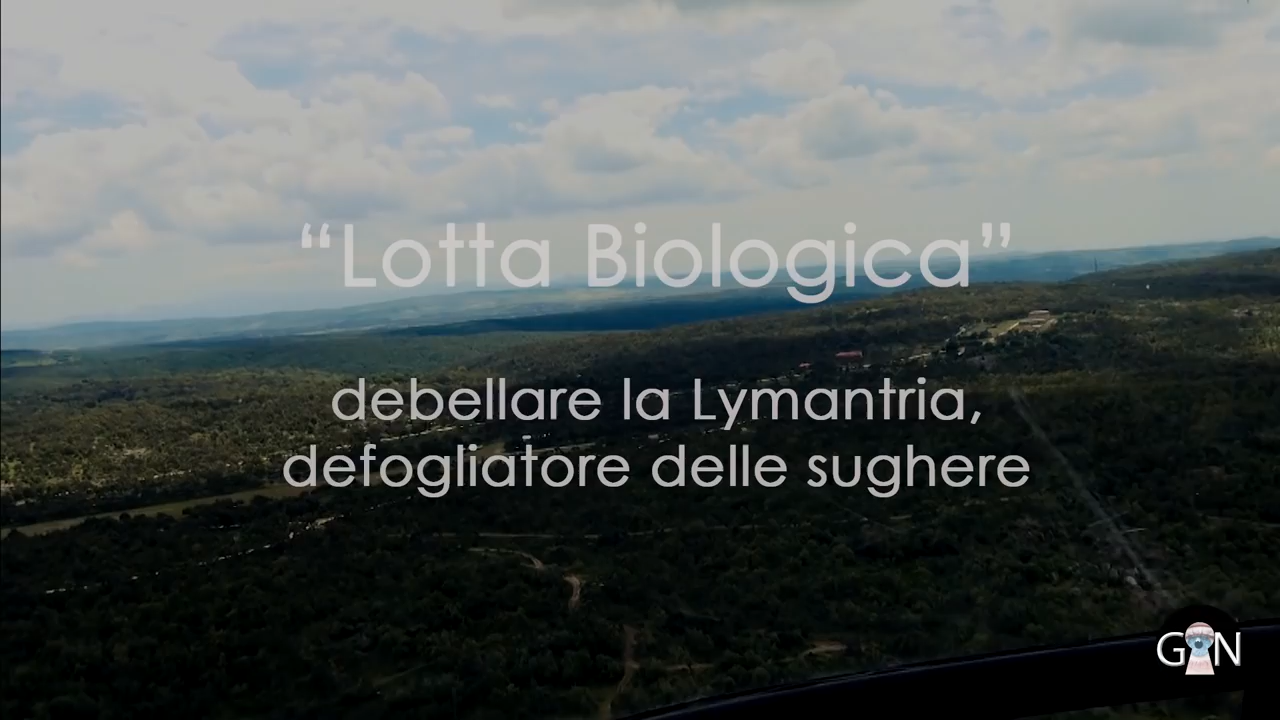 “Lotta Biologica”
debellare la Lymantria,
defogliatore delle sughere
GN